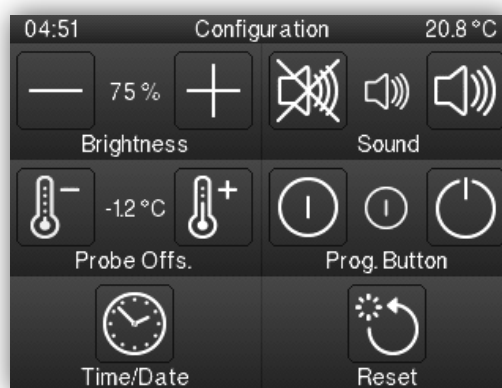 04:51 Configuration 20.8 °C
75 %
Brightness Sound
-1.2 °C
Probe Offs. Prog. Button
Time/Date Reset